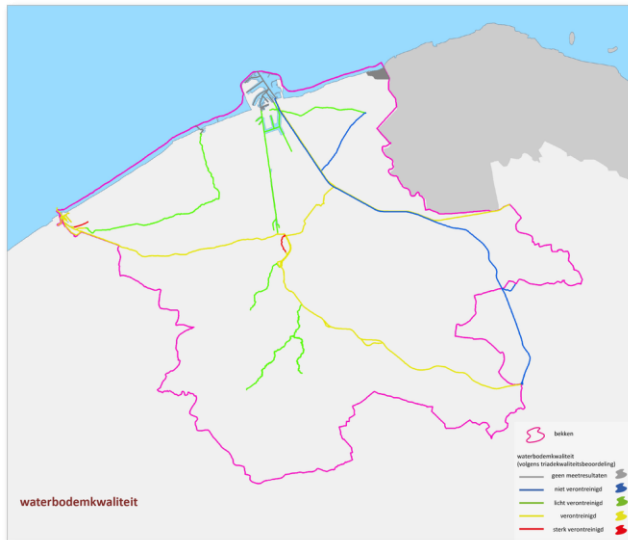 bekken
waterbodemkwaliteit
(volgens triadekwaliteitsbeoordeling)
geen meetresultaten
niet verontreinigd
licht verontreinigd
verontreinigd
sterk verontreinigd
waterbodemkwaliteit